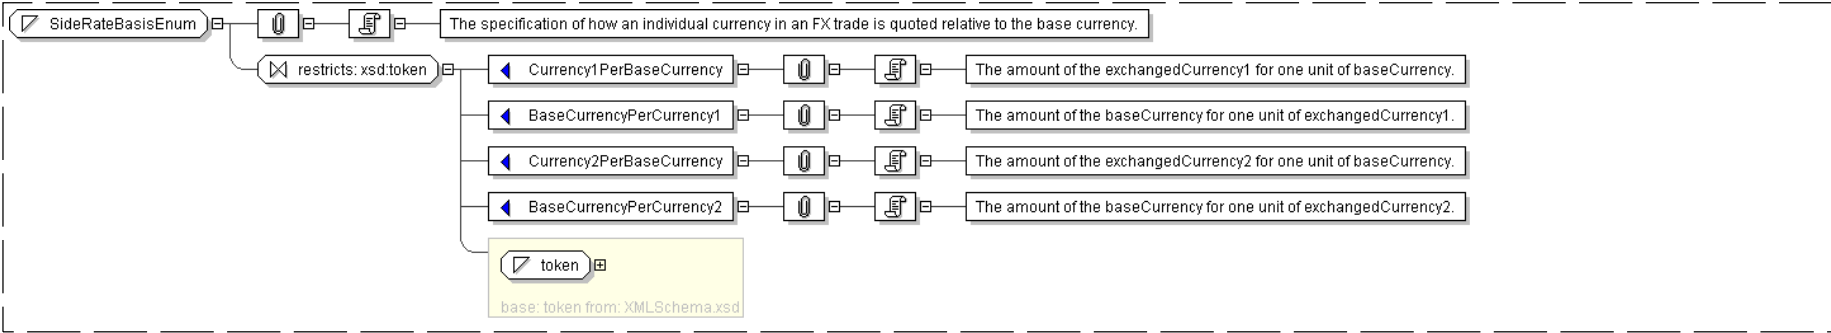 SideRateBasisEnum
The specification of how an individual currency in an FX trade is quoted relative to the base currency.
restricts: xsd:token
Currency1PerBaseCurrency
The amount of the exchangedCurrency1 for one unit of baseCurrency.
BaseCurrencyPerCurrency1
The amount of the baseCurrency for one unit of exchangedCurrency1.
Currency2PerBaseCurrency
The amount of the exchangedCurrency2 for one unit of baseCurrency.
BaseCurrencyPerCurrency2
The amount of the baseCurrency for one unit of exchangedCurrency2.
token
base: token from: XMLSchema.xsd